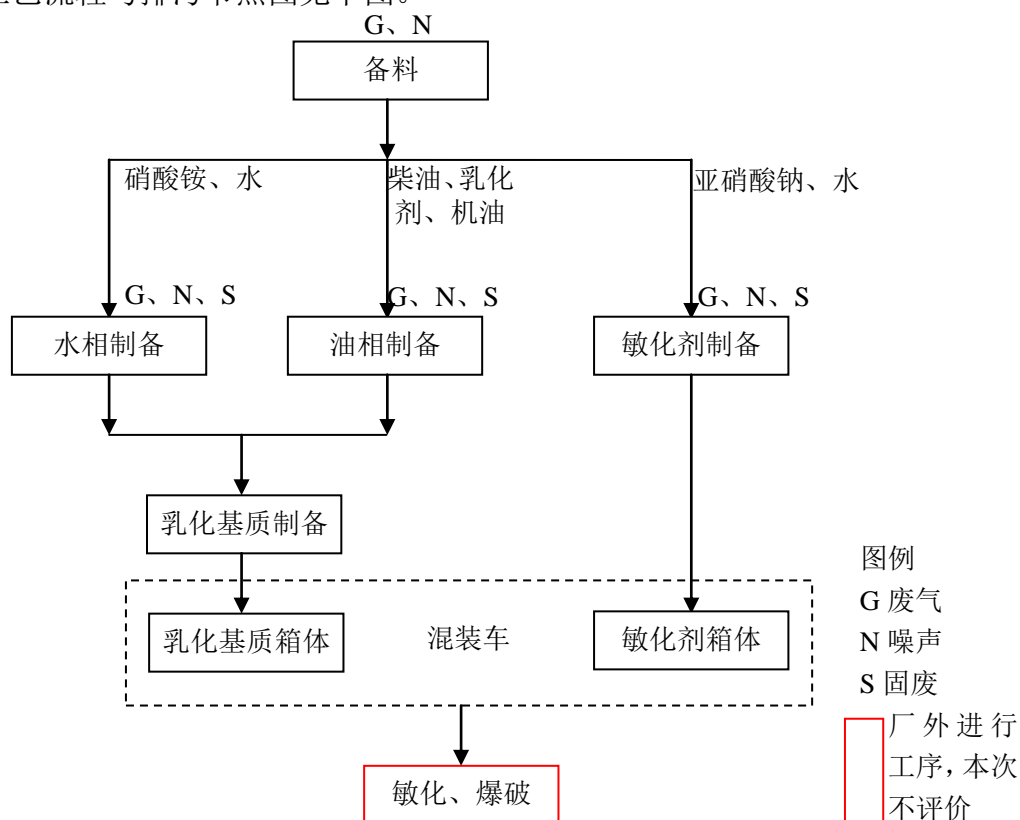 G、N
备料
硝酸铵、水
柴油、乳化
剂、机油
亚硝酸钠、水
G、N、S
G、N、S
G、N、S
水相制备
油相制备
敏化剂制备
乳化基质制备
乳化基质箱体
混装车
敏化剂箱体
敏化、爆破
图例
G 废气
N 噪声
S 固废
厂外进行
工序，本次
不评价